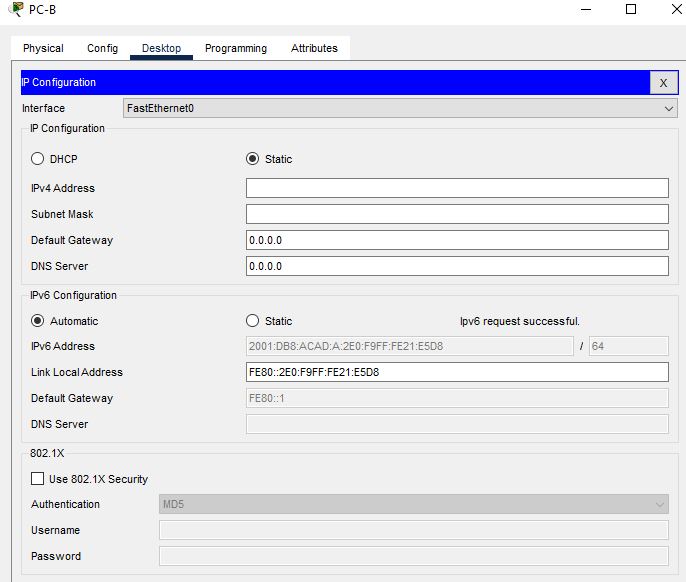 PC-B
Physical Config Desktop Programming Attributes
IP Configuration X
Interface FastEthernet0
IP Configuration
DHCP Static
IPv4 Address
Subnet Mask
Default Gateway 0.0.0.0
DNS Server 0.0.0.0
IPv6 Configuration
Automatic Static Ipv6 request successful.
IPv6 Address 2001:DB8:ACAD:A:2E0:F9FF:FE21:E5D8 / 64
Link Local Address FE80::2E0:F9FF:FE21:E5D8
Default Gateway FE80::1
DNS Server
802.1X
Use 802.1X Security
Authentication MD5
Username
Password